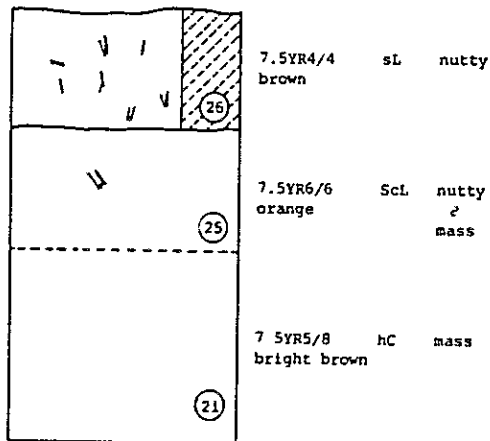 7.5YR4/4 sL nutty
brown
26
7.5YR6/6 ScL nutty
orange ≀
mass
25
7 5YR5/8 hC mass
bright brown
21